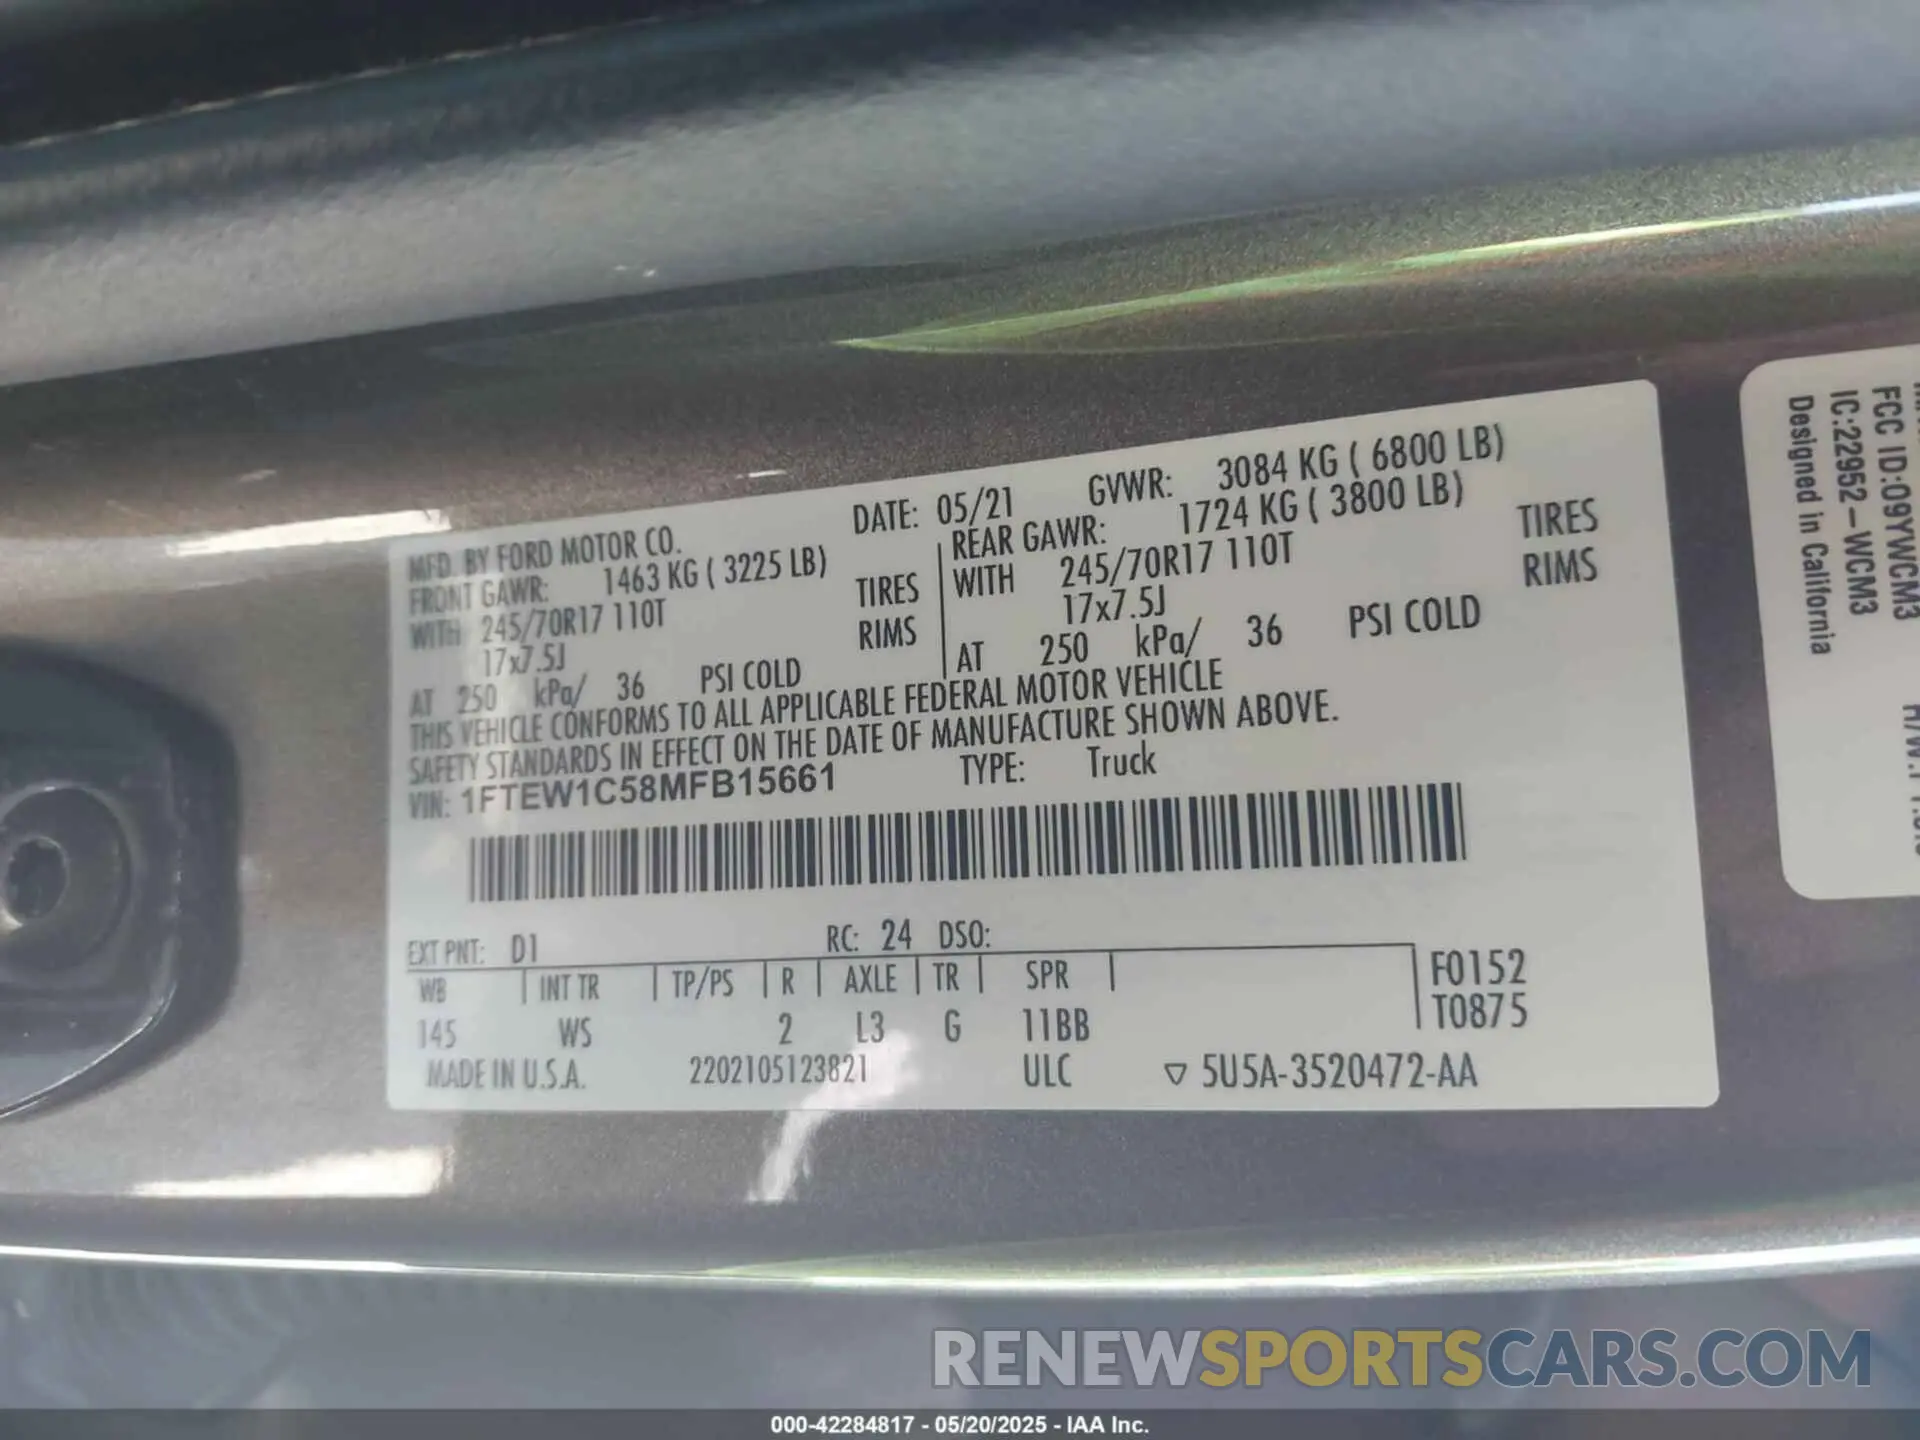 MFD. BY FORD MOTOR CO. DATE: 05/21 GVWR: 3084 KG ( 6800 LB)
FRONT GAWR: 1463 KG ( 3225 LB) REAR GAWR: 1724 KG ( 3800 LB)
WITH 245/70R17 110T TIRES WITH 245/70R17 110T TIRES
17x7.5J RIMS 17x7.5J RIMS
AT 250 kPa/ 36 PSI COLD AT 250 kPa/ 36 PSI COLD
THIS VEHICLE CONFORMS TO ALL APPLICABLE FEDERAL MOTOR VEHICLE
SAFETY STANDARDS IN EFFECT ON THE DATE OF MANUFACTURE SHOWN ABOVE.
VIN: 1FTEW1C58MFB15661 TYPE: Truck
EXT PNT: D1 RC: 24 DSO:
WB INT TR TP/PS R AXLE TR SPR F0152
145 WS 2 L3 G 11BB T0875
MADE IN U.S.A. 2202105123821 ULC ▽ 5U5A-3520472-AA
FCC ID:O9YWCM3
IC:22952-WCM3
Designed in California
RENEWSPORTSCARS.COM
000-42284817 - 05/20/2025 - IAA Inc.